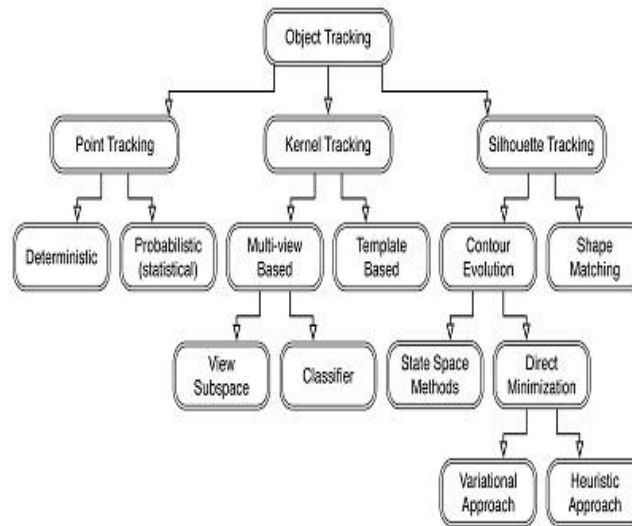 Object Tracking
Point Tracking
Kernel Tracking
Silhouette Tracking
Deterministic
Probabilistic
(statistical)
Multi-view
Based
Template
Based
Contour
Evolution
Shape
Matching
View
Subspace
Classifier
State Space
Methods
Direct
Minimization
Variational
Approach
Heuristic
Approach